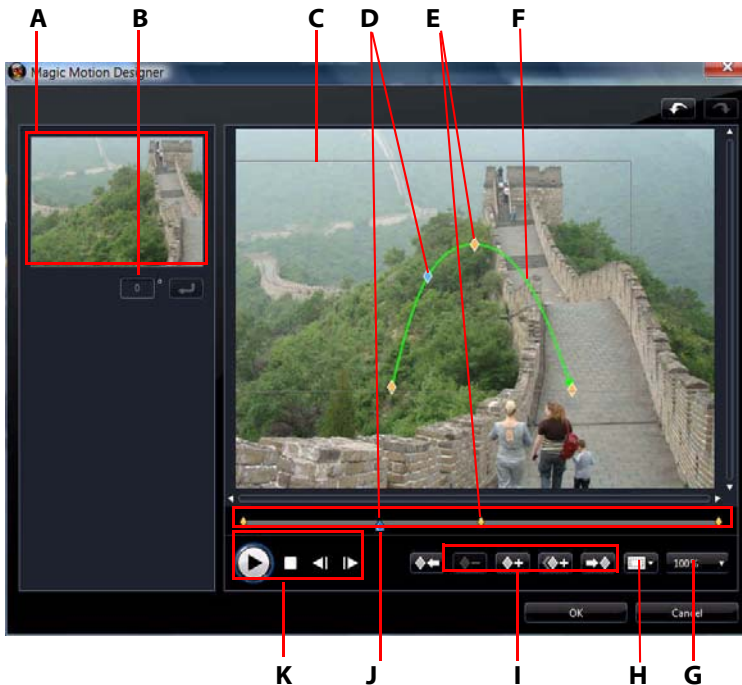 A B C D E F
Magic Motion Designer
0 °
100%
OK Cancel
K J I H G